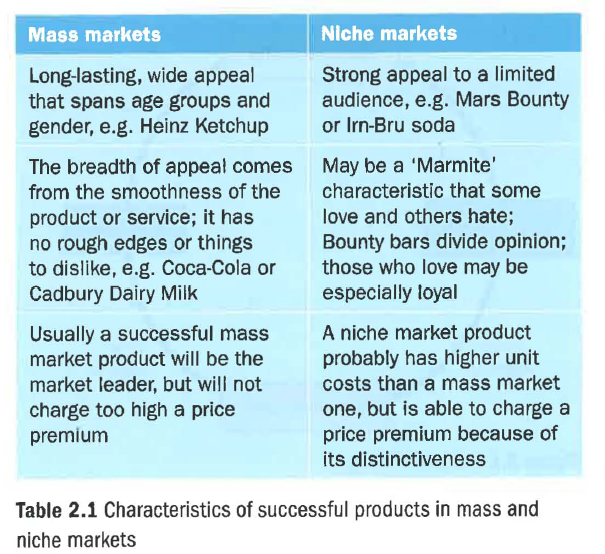 Mass markets
Niche markets
Long-lasting, wide appeal
that spans age groups and
gender, e.g. Heinz Ketchup
Strong appeal to a limited
audience, e.g. Mars Bounty
or Irn-Bru soda
The breadth of appeal comes
from the smoothness of the
product or service; it has
no rough edges or things
to dislike, e.g. Coca-Cola or
Cadbury Dairy Milk
May be a ‘Marmite’
characteristic that some
love and others hate;
Bounty bars divide opinion;
those who love may be
especially loyal
Usually a successful mass
market product will be the
market leader, but will not
charge too high a price
premium
A niche market product
probably has higher unit
costs than a mass market
one, but is able to charge a
price premium because of
its distinctiveness
Table 2.1 Characteristics of successful products in mass and
niche markets